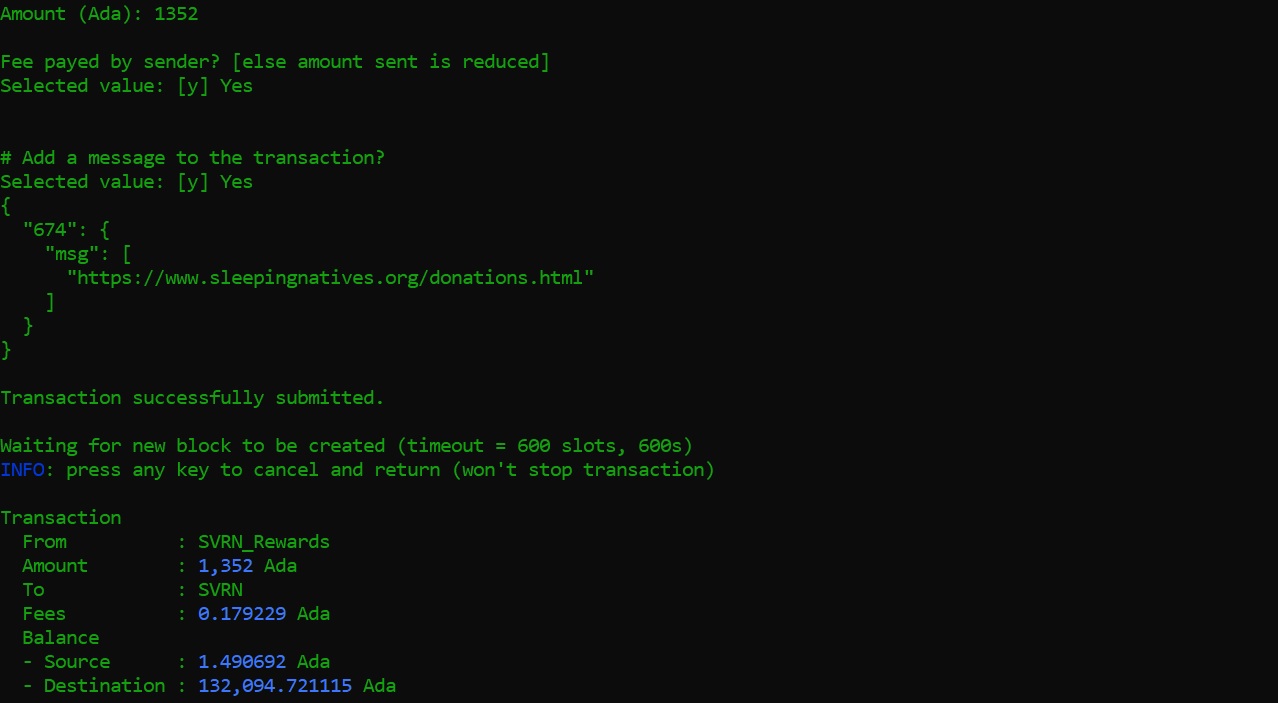 Amount (Ada): 1352
Fee payed by sender? [else amount sent is reduced]
Selected value: [y] Yes
# Add a message to the transaction?
Selected value: [y] Yes
{
  "674": {
    "msg": [
      "https://www.sleepingnatives.org/donations.html"
    ]
  }
}
Transaction successfully submitted.
Waiting for new block to be created (timeout = 600 slots, 600s)
INFO: press any key to cancel and return (won't stop transaction)
Transaction
  From          : SVRN_Rewards
  Amount        : 1,352 Ada
  To            : SVRN
  Fees          : 0.179229 Ada
  Balance
  - Source      : 1.490692 Ada
  - Destination : 132,094.721115 Ada